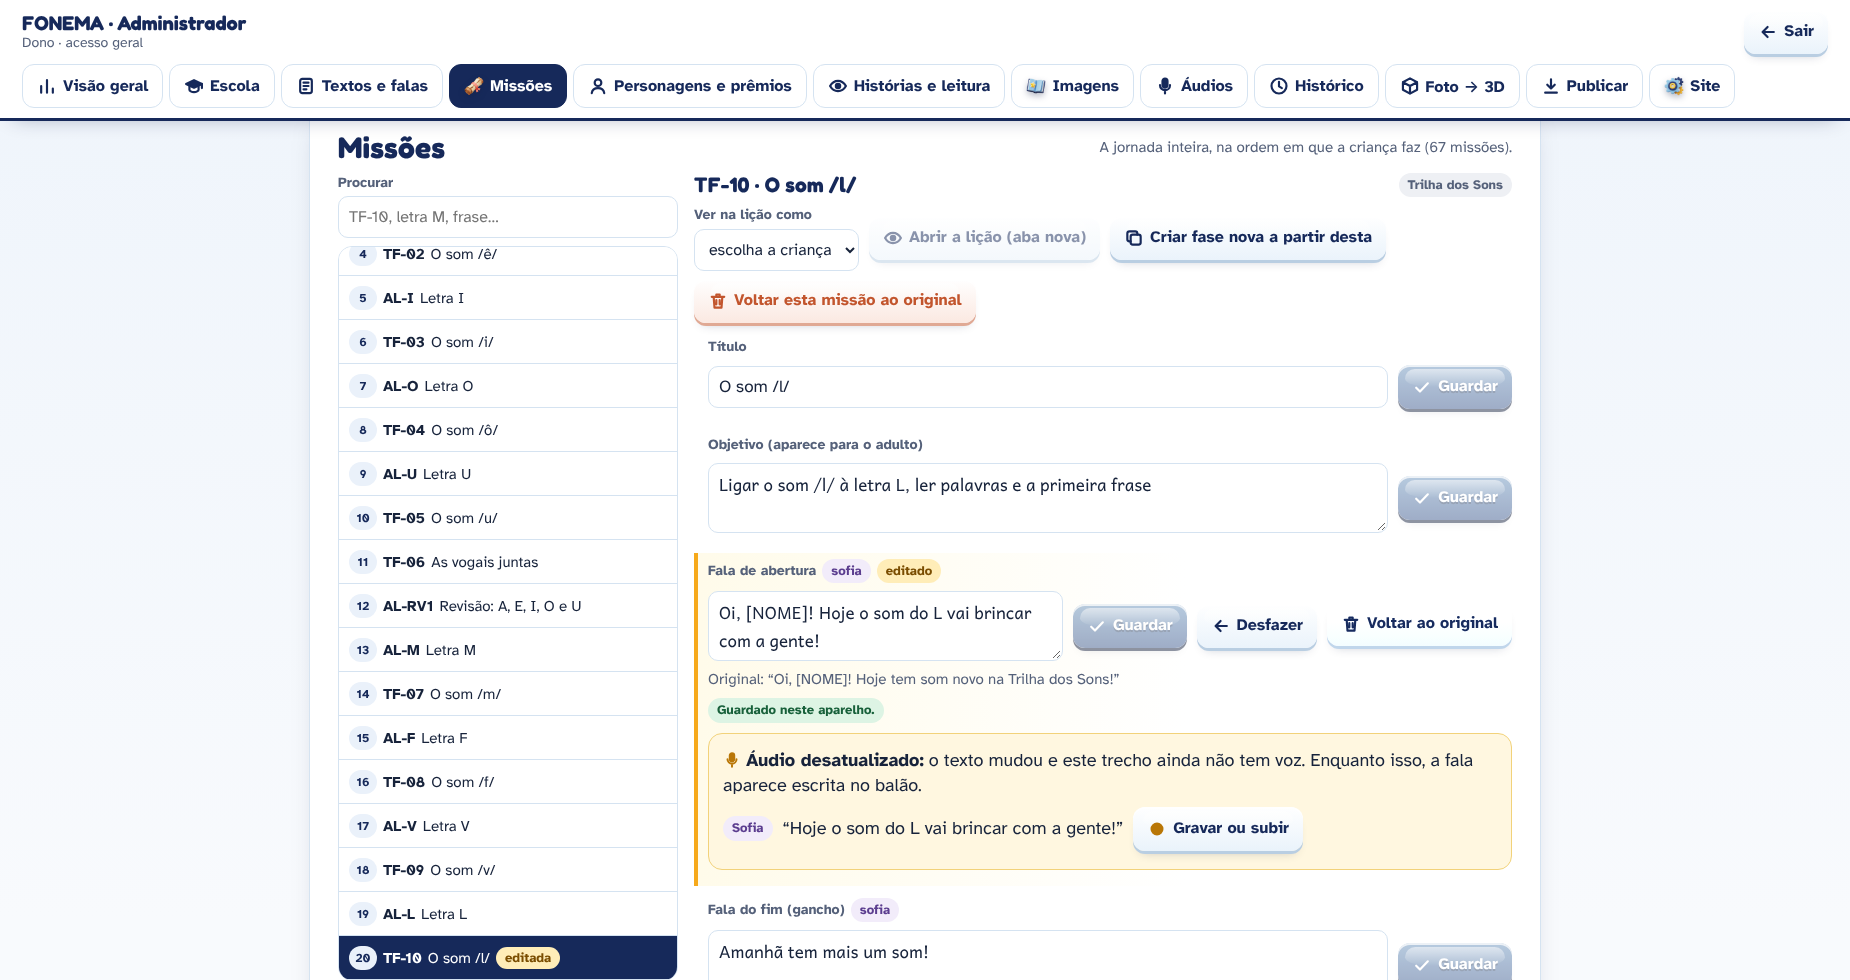 FONEMA · Administrador
Dono · acesso geral
Sair
Visão geral
Escola
Textos e falas
Missões
Personagens e prêmios
Histórias e leitura
Imagens
Áudios
Histórico
Foto → 3D
Publicar
Site
Missões
A jornada inteira, na ordem em que a criança faz (67 missões).
Procurar
TF-10, letra M, frase...
4 TF-02 O som /ê/
5 AL-I Letra I
6 TF-03 O som /i/
7 AL-O Letra O
8 TF-04 O som /ô/
9 AL-U Letra U
10 TF-05 O som /u/
11 TF-06 As vogais juntas
12 AL-RV1 Revisão: A, E, I, O e U
13 AL-M Letra M
14 TF-07 O som /m/
15 AL-F Letra F
16 TF-08 O som /f/
17 AL-V Letra V
18 TF-09 O som /v/
19 AL-L Letra L
20 TF-10 O som /l/ editada
TF-10 · O som /l/
Trilha dos Sons
Ver na lição como
escolha a criança
Abrir a lição (aba nova)
Criar fase nova a partir desta
Voltar esta missão ao original
Título
O som /l/
Guardar
Objetivo (aparece para o adulto)
Ligar o som /l/ à letra L, ler palavras e a primeira frase
Guardar
Fala de abertura sofia editado
Oi, [NOME]! Hoje o som do L vai brincar
com a gente!
Guardar
← Desfazer
Voltar ao original
Original: “Oi, [NOME]! Hoje tem som novo na Trilha dos Sons!”
Guardado neste aparelho.
Áudio desatualizado: o texto mudou e este trecho ainda não tem voz. Enquanto isso, a fala
aparece escrita no balão.
Sofia “Hoje o som do L vai brincar com a gente!” Gravar ou subir
Fala do fim (gancho) sofia
Amanhã tem mais um som!
Guardar